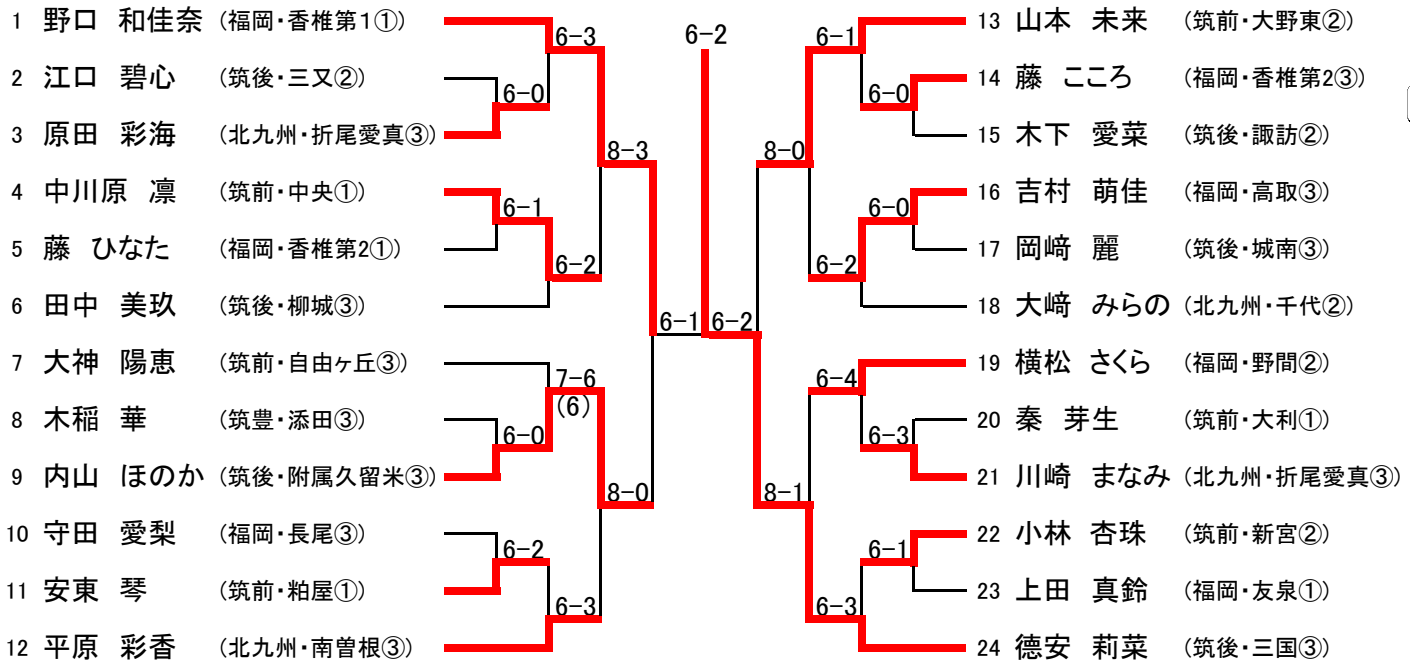 1 野口 和佳奈 (福岡・香椎第1①)
2 江口 碧心 (筑後・三又②)
3 原田 彩海 (北九州・折尾愛真③)
4 中川原 凛 (筑前・中央①)
5 藤 ひなた (福岡・香椎第2①)
6 田中 美玖 (筑後・柳城③)
7 大神 陽恵 (筑前・自由ヶ丘③)
8 木稲 華 (筑豊・添田③)
9 内山 ほのか (筑後・附属久留米③)
10 守田 愛梨 (福岡・長尾③)
11 安東 琴 (筑前・粕屋①)
12 平原 彩香 (北九州・南曽根③)
6-3
6-0
8-3
6-1
6-2
6-1
7-6
(6)
6-0
8-0
6-2
6-3
6-2
6-2
6-1
6-0
8-0
6-0
6-2
6-4
6-3
8-1
6-1
6-3
13 山本 未来 (筑前・大野東②)
14 藤 こころ (福岡・香椎第2③)
15 木下 愛菜 (筑後・諏訪②)
16 吉村 萌佳 (福岡・高取③)
17 岡﨑 麗 (筑後・城南③)
18 大﨑 みらの (北九州・千代②)
19 横松 さくら (福岡・野間②)
20 秦 芽生 (筑前・大利①)
21 川崎 まなみ (北九州・折尾愛真③)
22 小林 杏珠 (筑前・新宮②)
23 上田 真鈴 (福岡・友泉①)
24 德安 莉菜 (筑後・三国③)